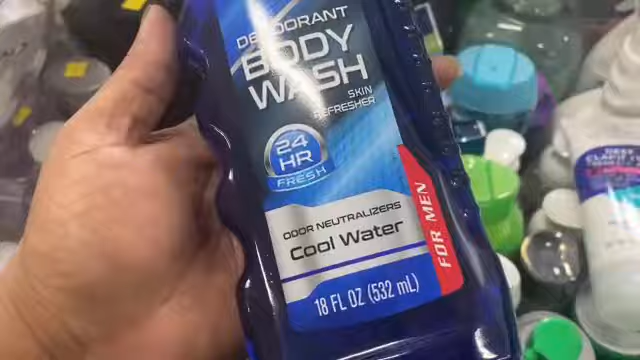 DEODORANT
BODY
WASH
SKIN
REFRESHER
24
HR
FRESH
ODOR NEUTRALIZERS
Cool Water
FOR MEN
18 FL OZ (532 mL)